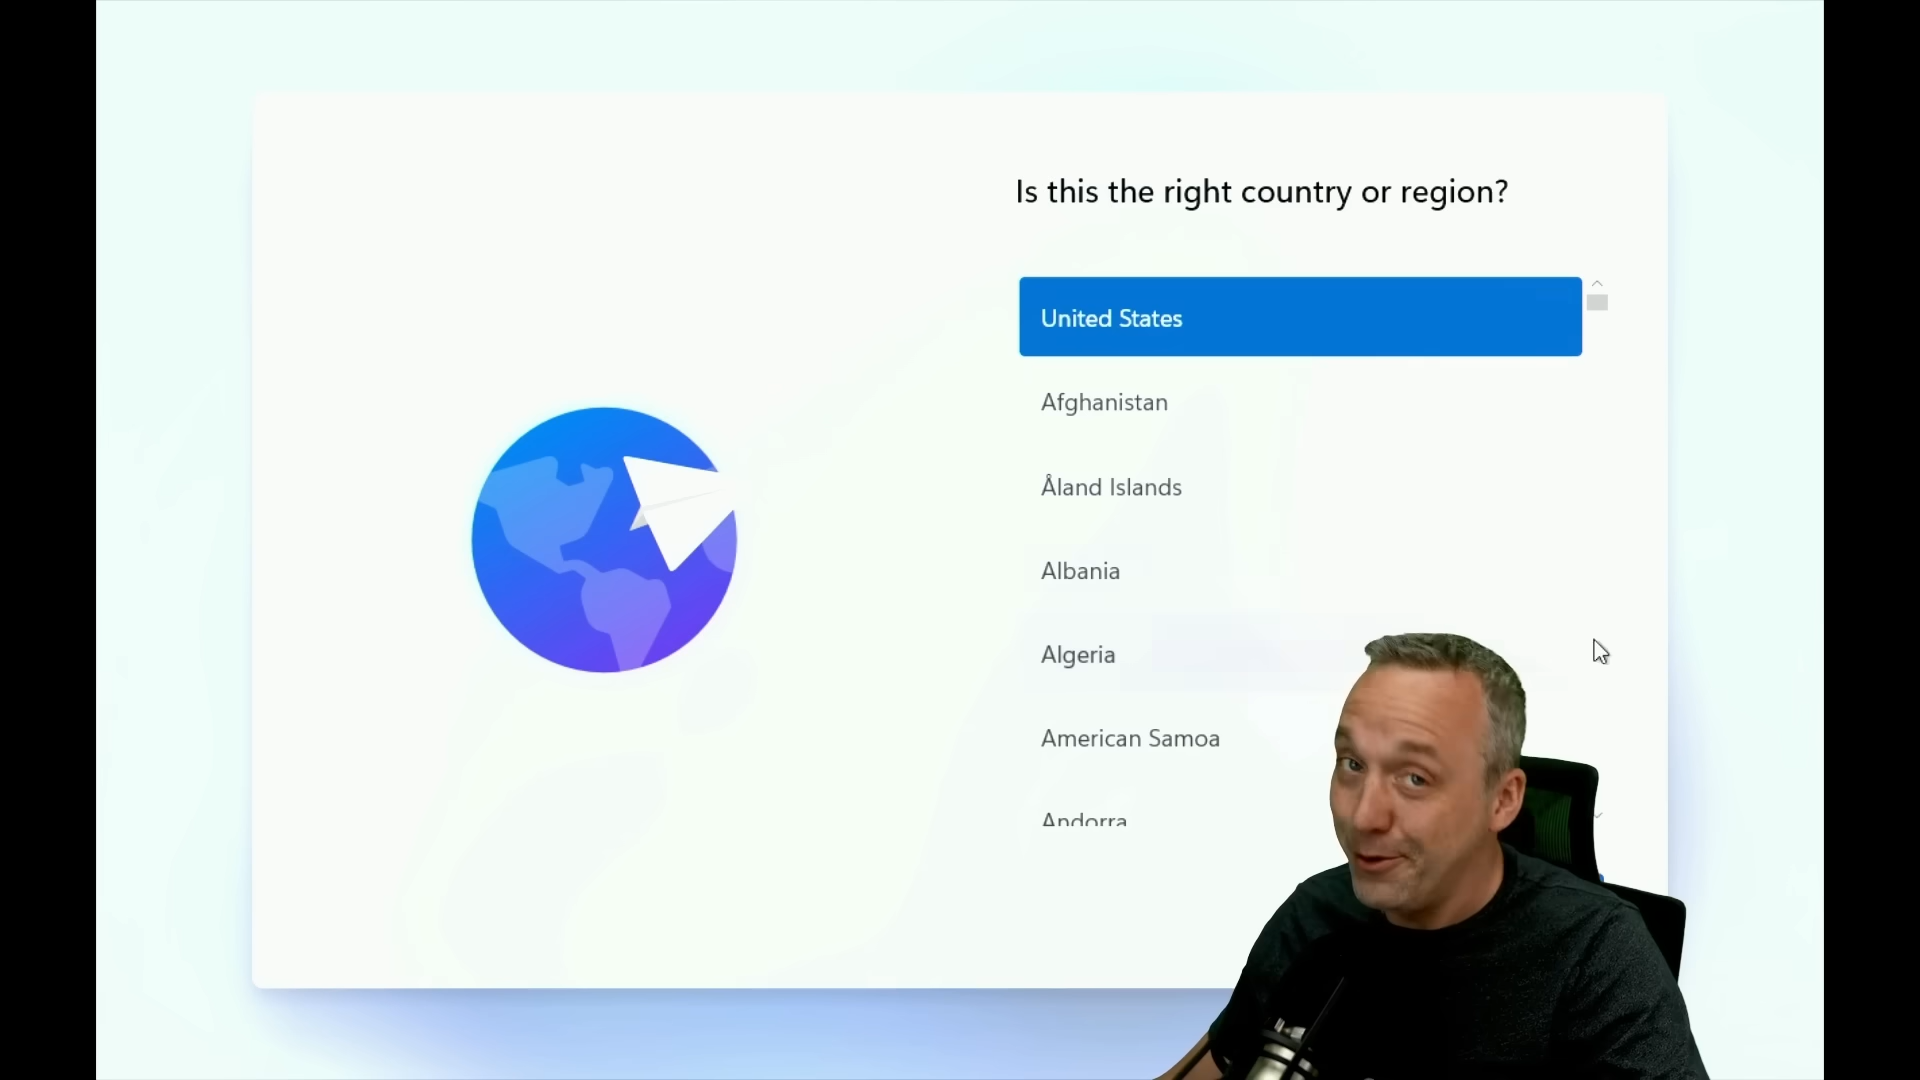 Is this the right country or region?
United States
Afghanistan
Åland Islands
Albania
Algeria
American Samoa
Andorra